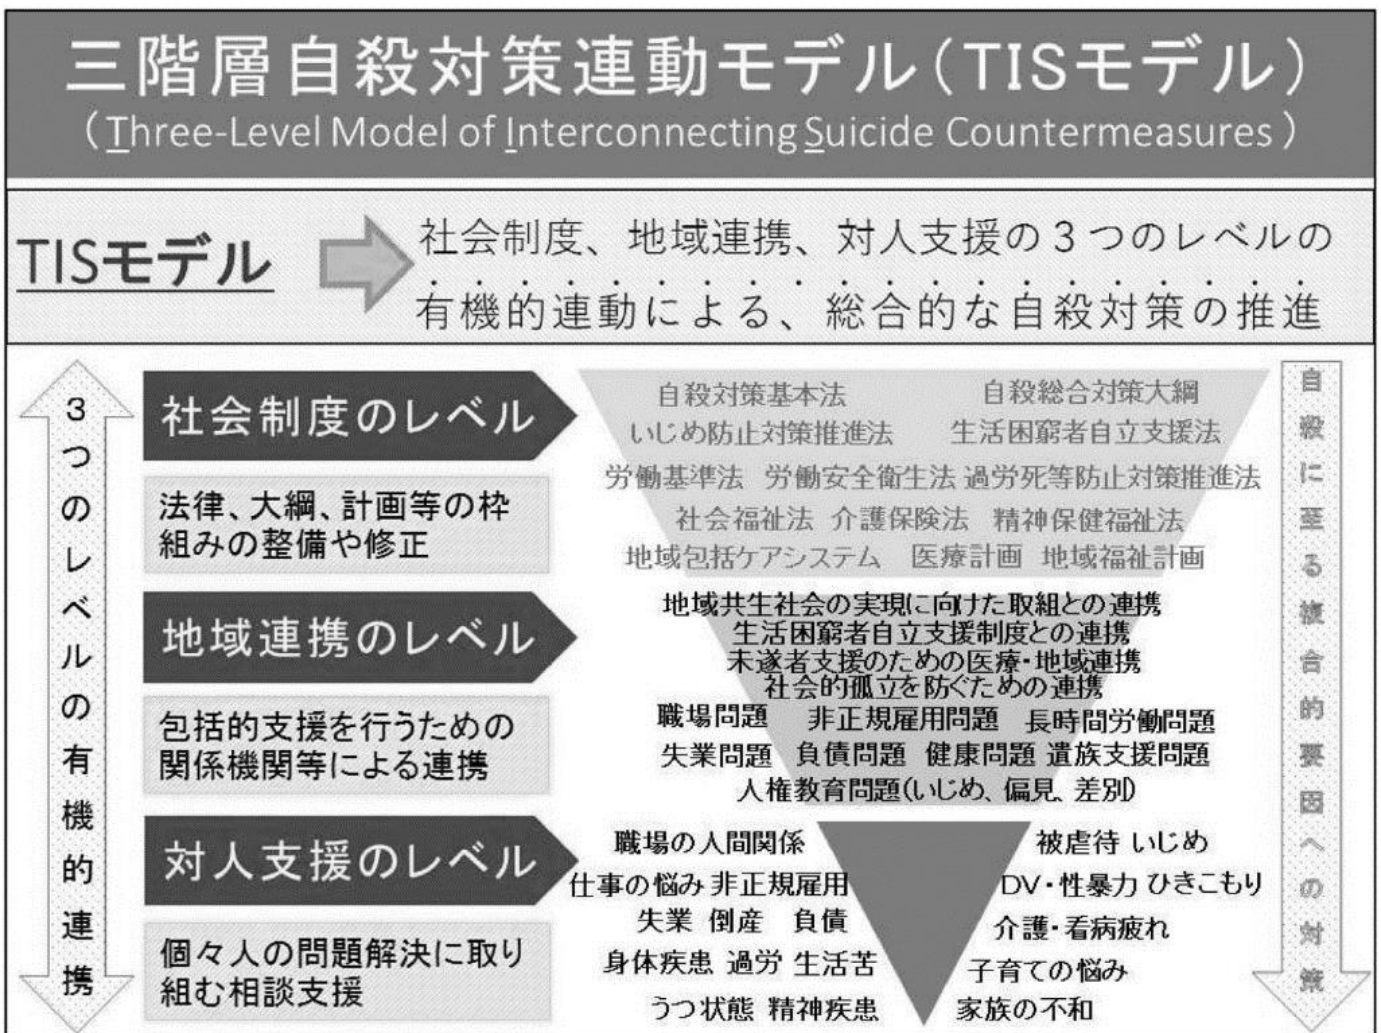 三階層自殺対策連動モデル(TISモデル)
(Three-Level Model of Interconnecting Suicide Countermeasures)
TISモデル
社会制度、地域連携、対人支援の3つのレベルの
有機的連動による、総合的な自殺対策の推進
3つのレベルの有機的連携
社会制度のレベル
法律、大綱、計画等の枠
組みの整備や修正
自殺対策基本法 自殺総合対策大綱
いじめ防止対策推進法 生活困窮者自立支援法
労働基準法 労働安全衛生法 過労死等防止対策推進法
社会福祉法 介護保険法 精神保健福祉法
地域包括ケアシステム 医療計画 地域福祉計画
地域連携のレベル
包括的支援を行うための
関係機関等による連携
地域共生社会の実現に向けた取組との連携
生活困窮者自立支援制度との連携
未遂者支援のための医療・地域連携
社会的孤立を防ぐための連携
職場問題 非正規雇用問題 長時間労働問題
失業問題 負債問題 健康問題 遺族支援問題
人権教育問題(いじめ、偏見、差別)
対人支援のレベル
個々人の問題解決に取り
組む相談支援
職場の人間関係 被虐待 いじめ
仕事の悩み 非正規雇用 DV・性暴力 ひきこもり
失業 倒産 負債 介護・看病疲れ
身体疾患 過労 生活苦 子育ての悩み
うつ状態 精神疾患 家族の不和
自殺に至る複合的要因への対策